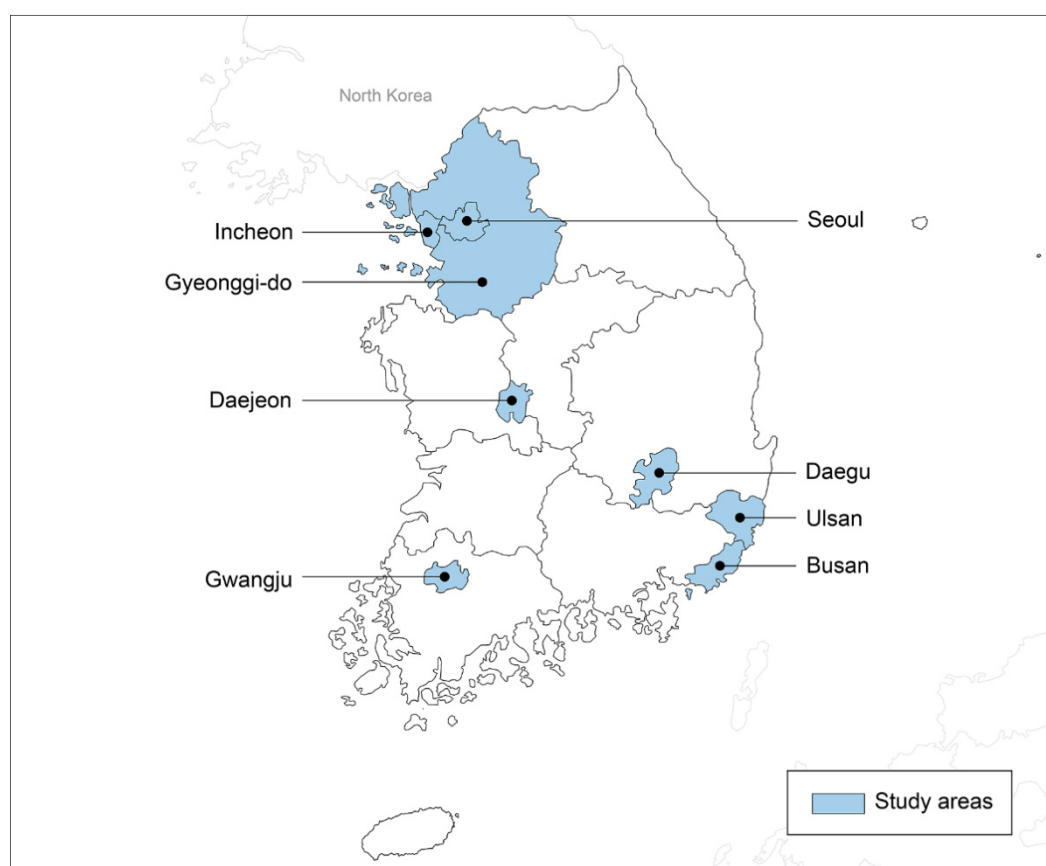 North Korea
Incheon
Seoul
Gyeonggi-do
Daejeon
Daegu
Ulsan
Busan
Gwangju
Study areas